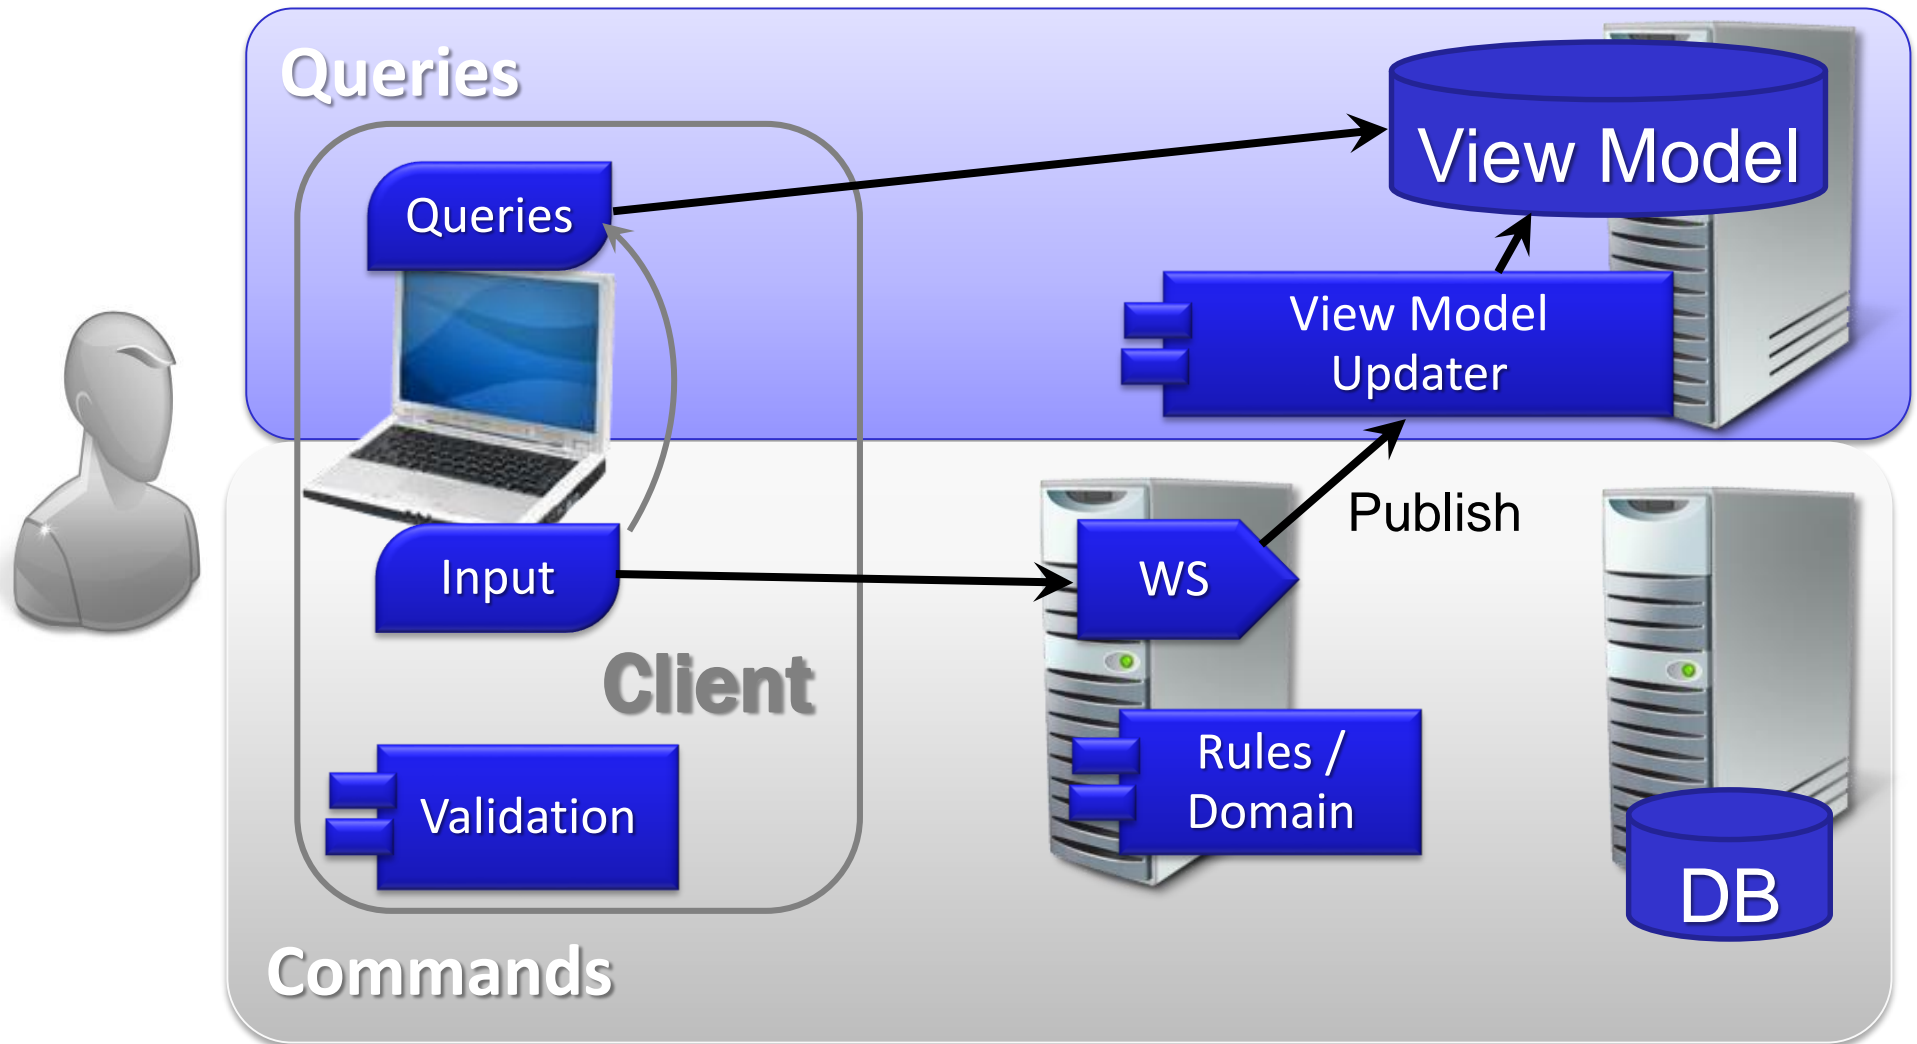 Queries
View Model
Queries
View Model
Updater
Publish
Input
WS
Client
Rules /
Domain
Validation
DB
Commands